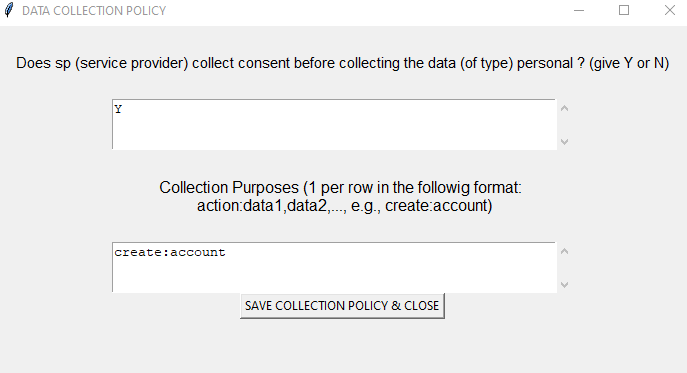 DATA COLLECTION POLICY
Does sp (service provider) collect consent before collecting the data (of type) personal ? (give Y or N)
Y
Collection Purposes (1 per row in the followig format:
action:data1,data2,..., e.g., create:account)
create:account
SAVE COLLECTION POLICY & CLOSE